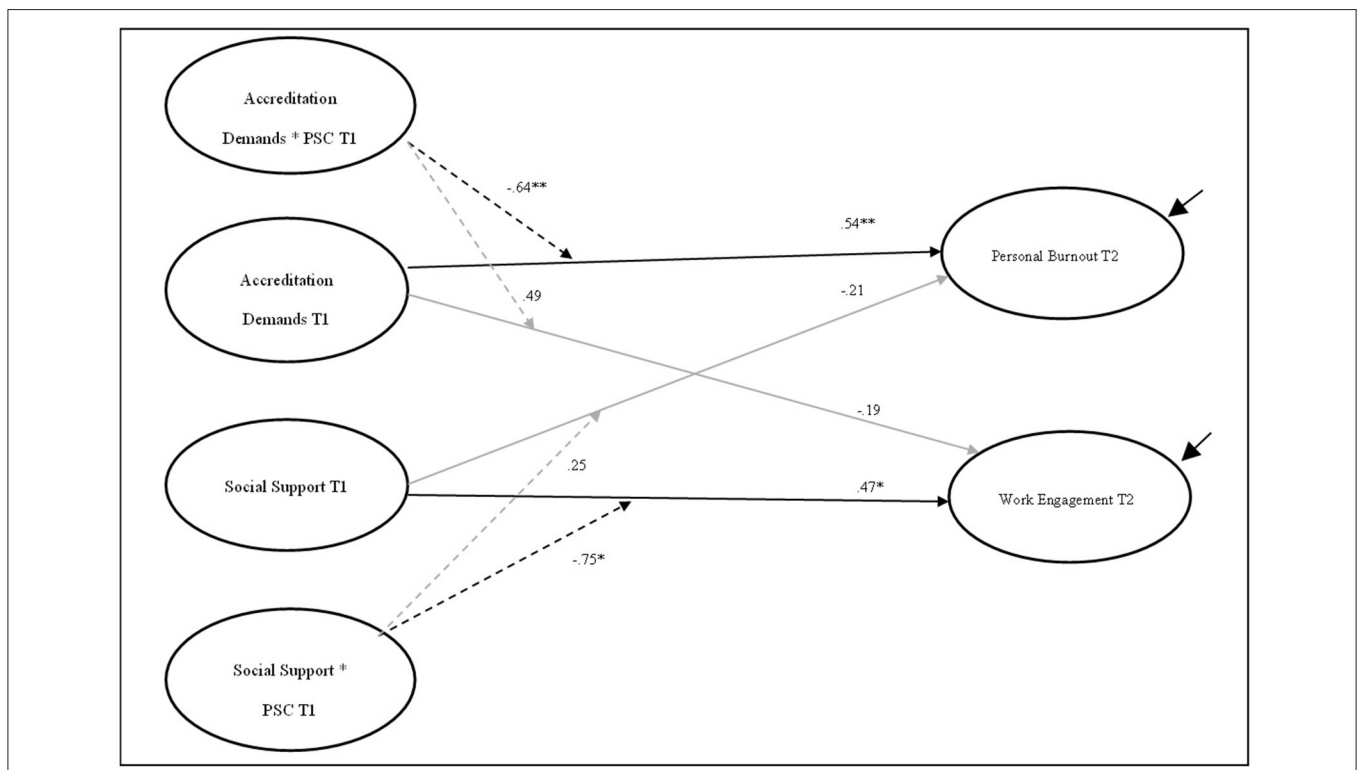 Accreditation
Demands * PSC T1
-.64**
.54**
Personal Burnout T2
Accreditation
Demands T1
.49
-.21
-.19
Social Support T1
.25
.47*
Work Engagement T2
-.75*
Social Support *
PSC T1